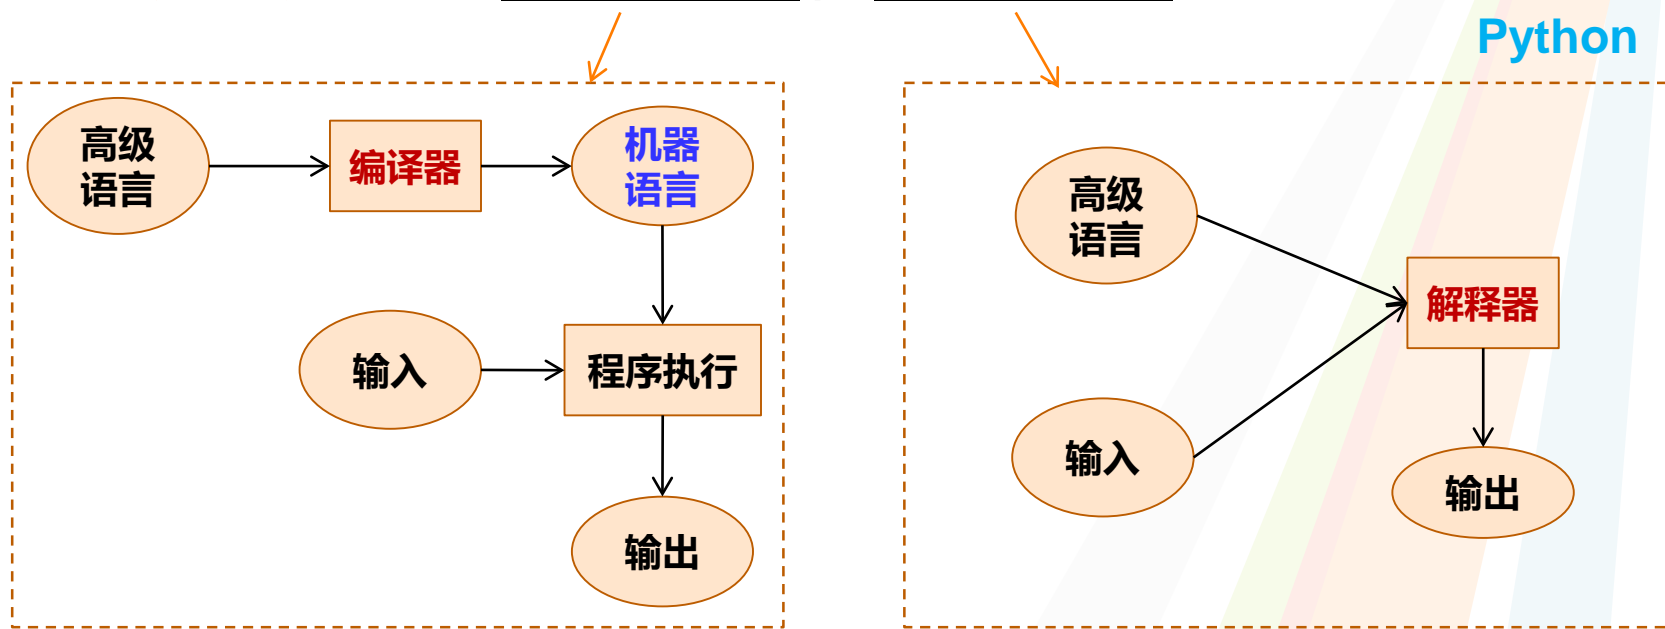 Python
高级
语言
编译器
机器
语言
输入
程序执行
输出
高级
语言
解释器
输入
输出